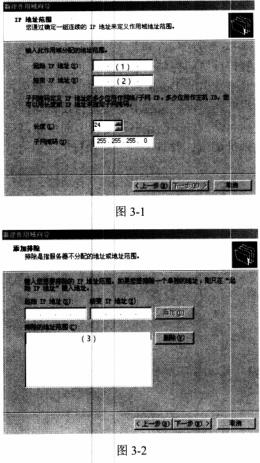 新建作用域向导
IP 地址范围
您通过确定一组连续的 IP 地址来定义作用域地址范围。
输入此作用域分配的地址范围。
起始 IP 地址(S): (1)
结束 IP 地址(E): (2)
子网掩码定义 IP 地址的多少位用作网络/子网 ID，多少位用作主机 ID。您
可以用长度或 IP 地址来指定子网掩码。
长度(L): 24
子网掩码(U): 255 .255 .255 . 0
<上一步(B) 下一步(N)> 取消
图 3-1
新建作用域向导
添加排除
排除是指服务器不分配的地址或地址范围。
键入您想要排除的 IP 地址范围。如果您想排除一个单独的地址，则只在“起
始 IP 地址”键入地址。
起始 IP 地址(S): 结束 IP 地址(E):
添加(D)
排除的地址范围(C):
(3) 删除(V)
<上一步(B) 下一步(N)> 取消
图 3-2